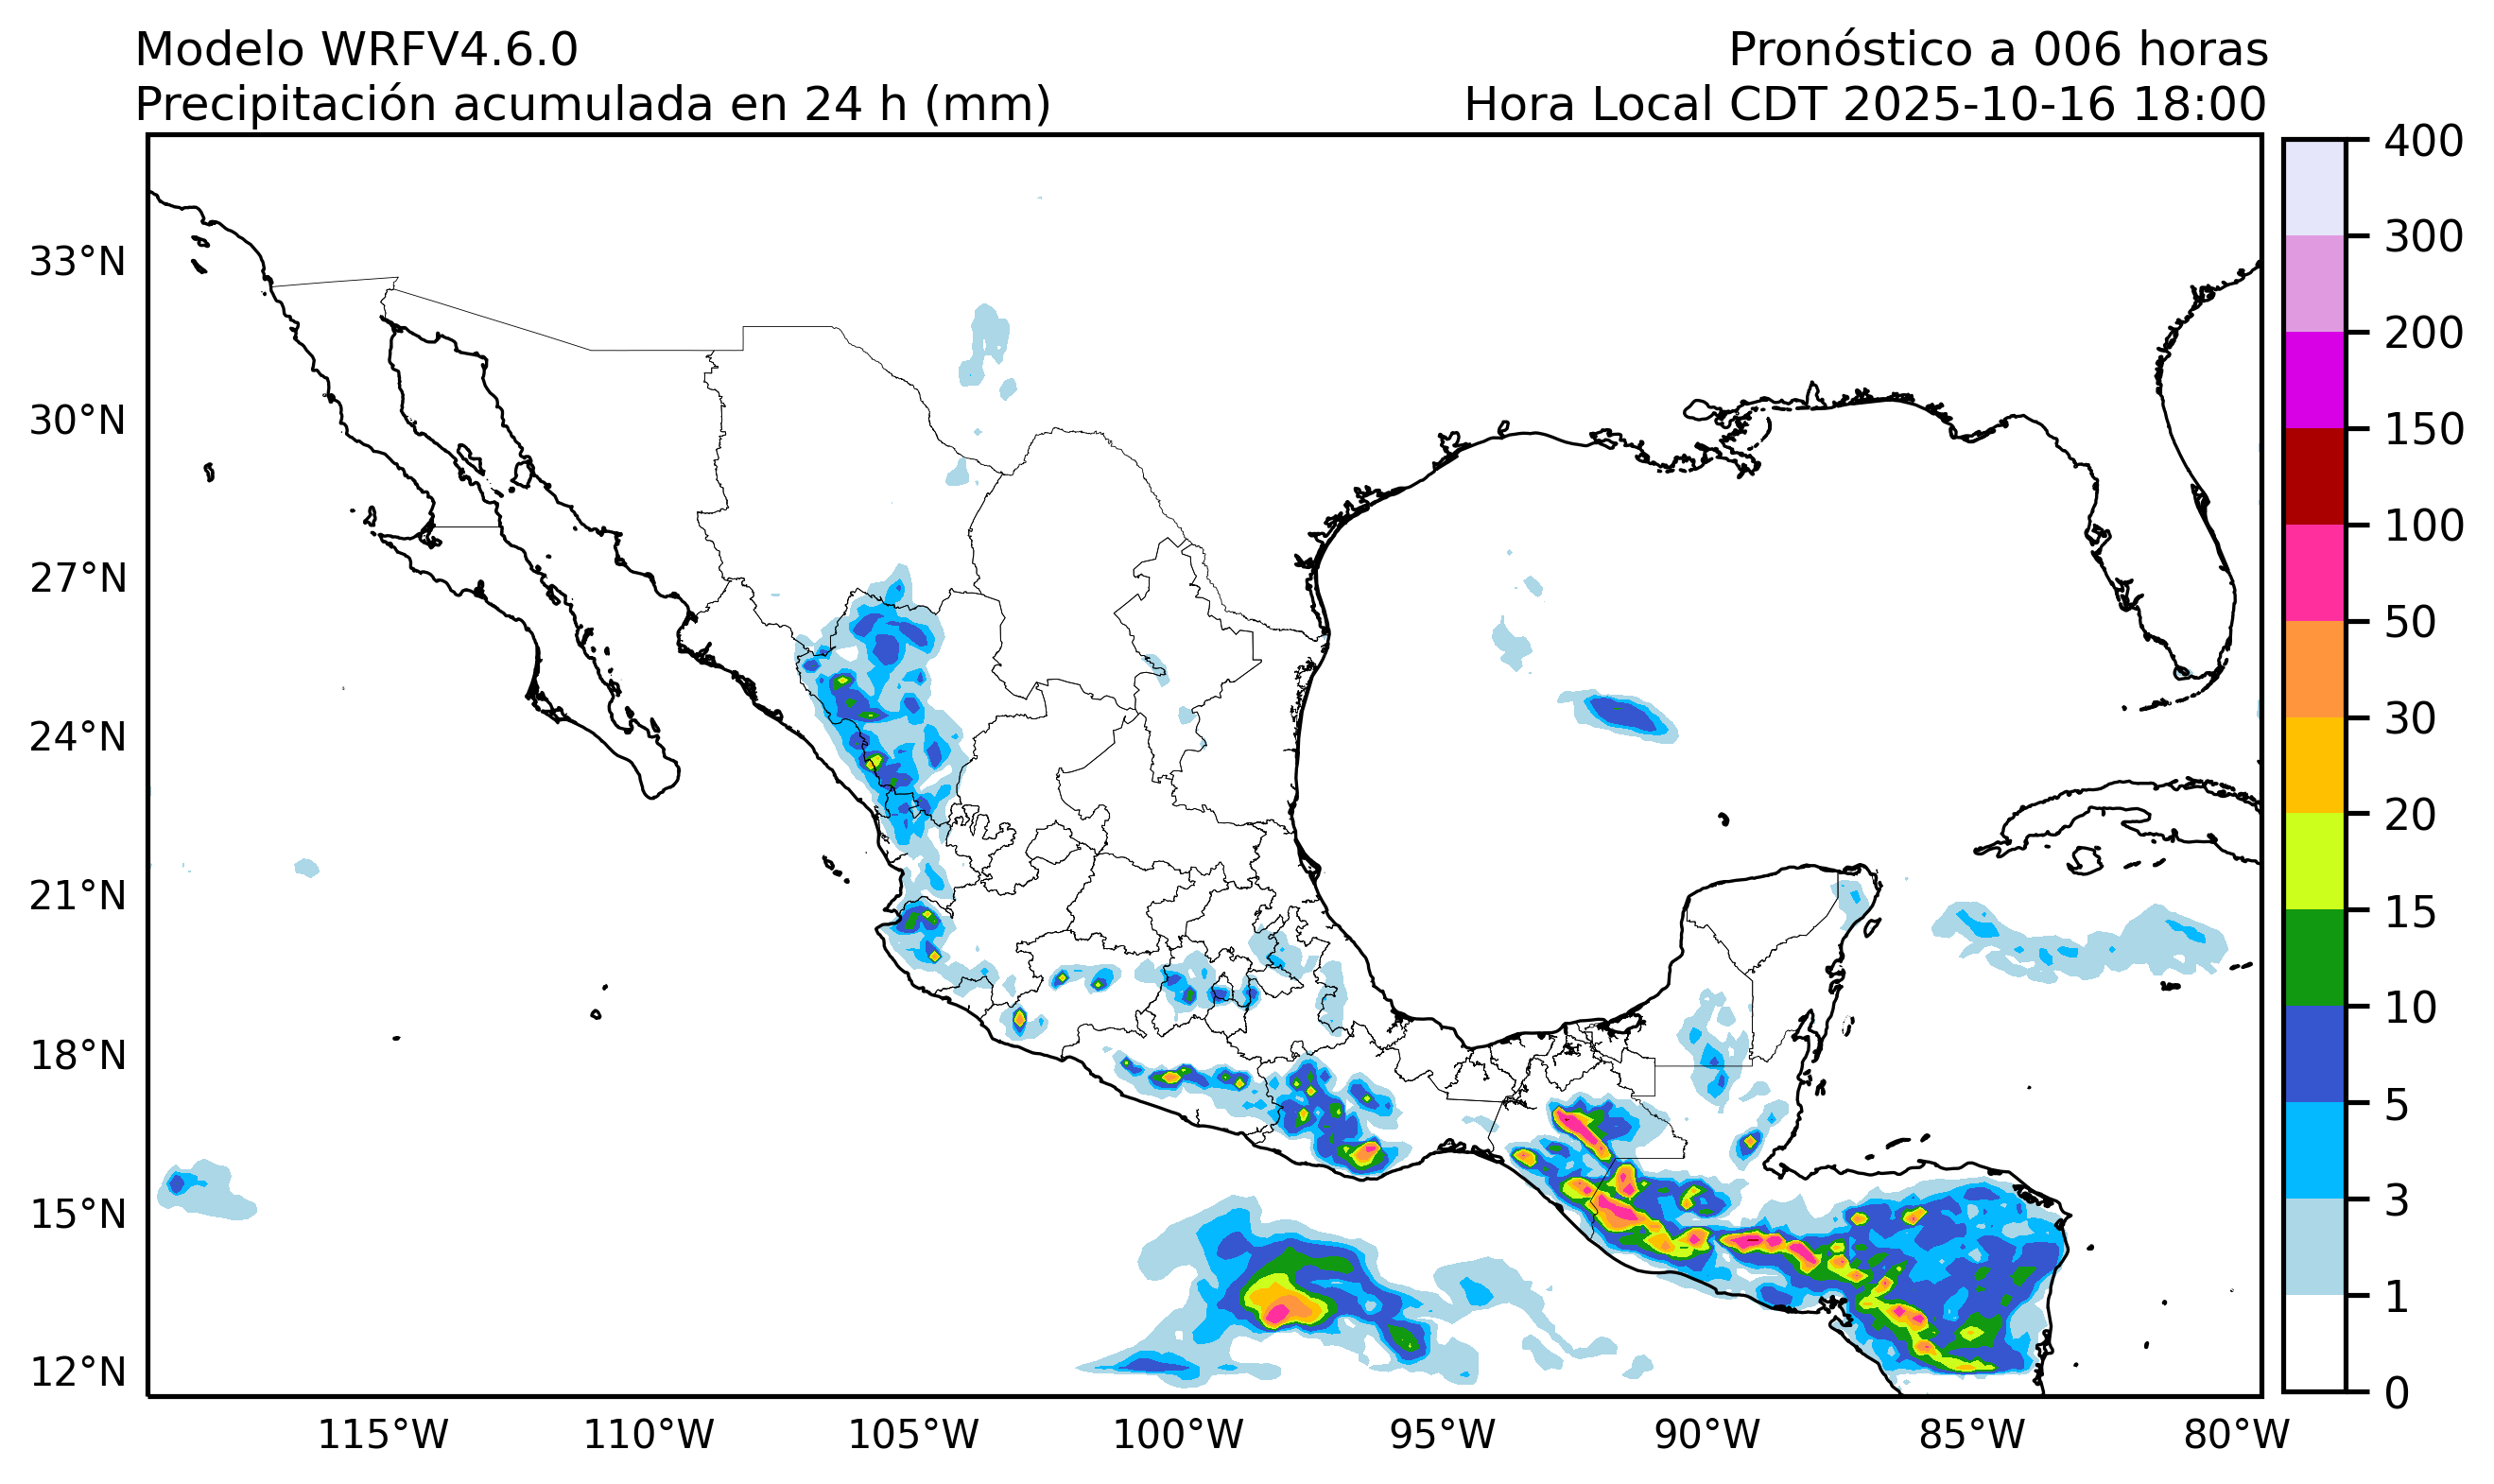 Modelo WRFV4.6.0
Pronóstico a 006 horas
Precipitación acumulada en 24 h (mm)
Hora Local CDT 2025-10-16 18:00
33°N
30°N
27°N
24°N
21°N
18°N
15°N
12°N
115°W
110°W
105°W
100°W
95°W
90°W
85°W
80°W
400
300
200
150
100
50
30
20
15
10
5
3
1
0